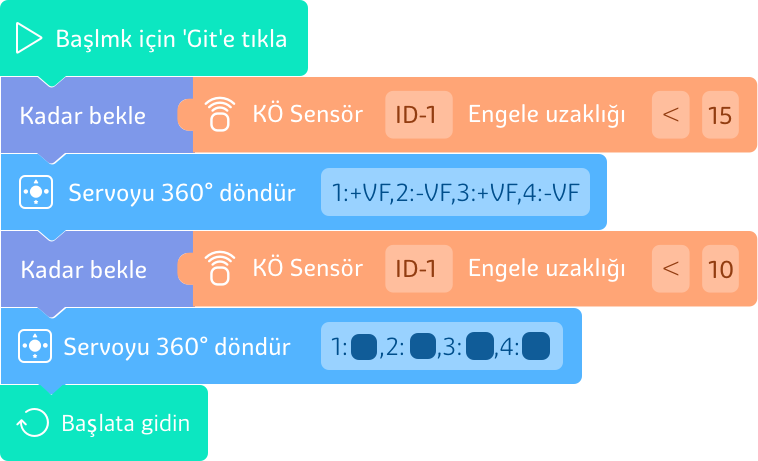 Başlmk için 'Git'e tıkla
Kadar bekle KÖ Sensör ID-1 Engele uzaklığı < 15
Servoyu 360° döndür 1:+VF,2:-VF,3:+VF,4:-VF
Kadar bekle KÖ Sensör ID-1 Engele uzaklığı < 10
Servoyu 360° döndür 1: ,2: ,3: ,4:
Başlata gidin